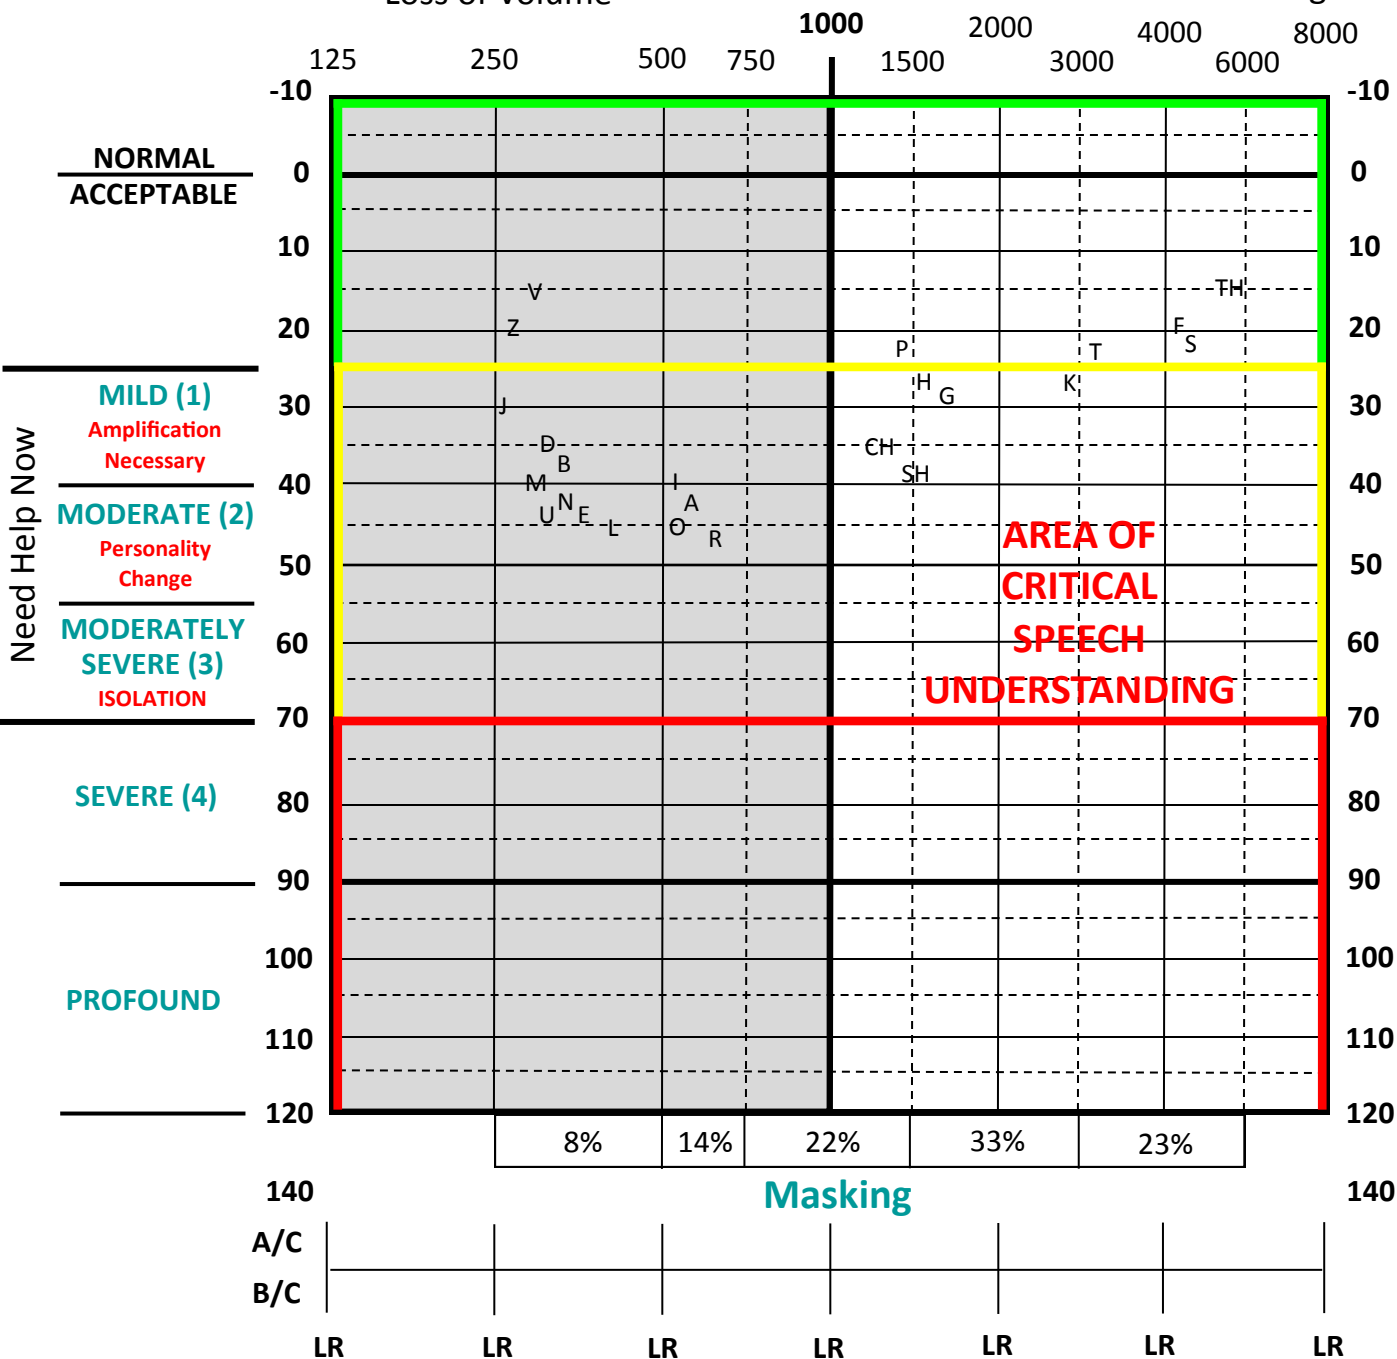 Loss of Volume
1000 2000 4000 8000
125 250 500 750 1500 3000 6000
-10 -10
NORMAL
0 0
ACCEPTABLE
10 10
V TH
20 Z F 20
P T S
MILD (1) H K
J G
30 30
Amplification
Necessary
D CH
B SH
40 M I 40
N A
MODERATE (2) U E O
L R
Personality
Change
50 50
MODERATELY
60 60
SEVERE (3)
ISOLATION
70 70
Need Help Now
AREA OF
CRITICAL
SPEECH
UNDERSTANDING
SEVERE (4) 80 80
90 90
100 100
PROFOUND
110 110
120 120
8% 14% 22% 33% 23%
140 Masking 140
A/C
B/C
LR LR LR LR LR LR LR